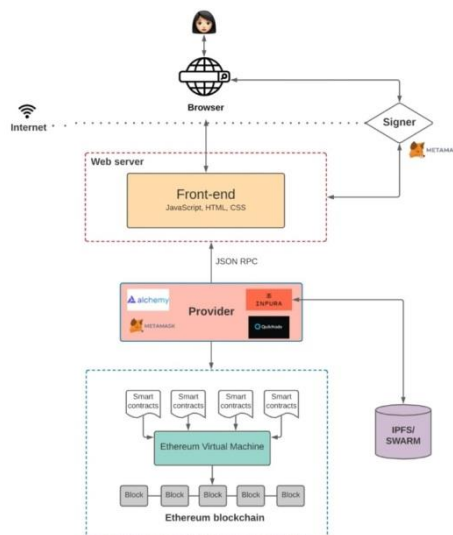 Browser
Internet
Signer
METAMA
Web server
Front-end
JavaScript, HTML, CSS
JSON RPC
alchemy
INFURA
Provider
METAMASK
Quicknode
Smart contracts
Smart contracts
Smart contracts
Smart contracts
IPFS/
SWARM
Ethereum Virtual Machine
Block
Block
Block
Block
Block
Ethereum blockchain